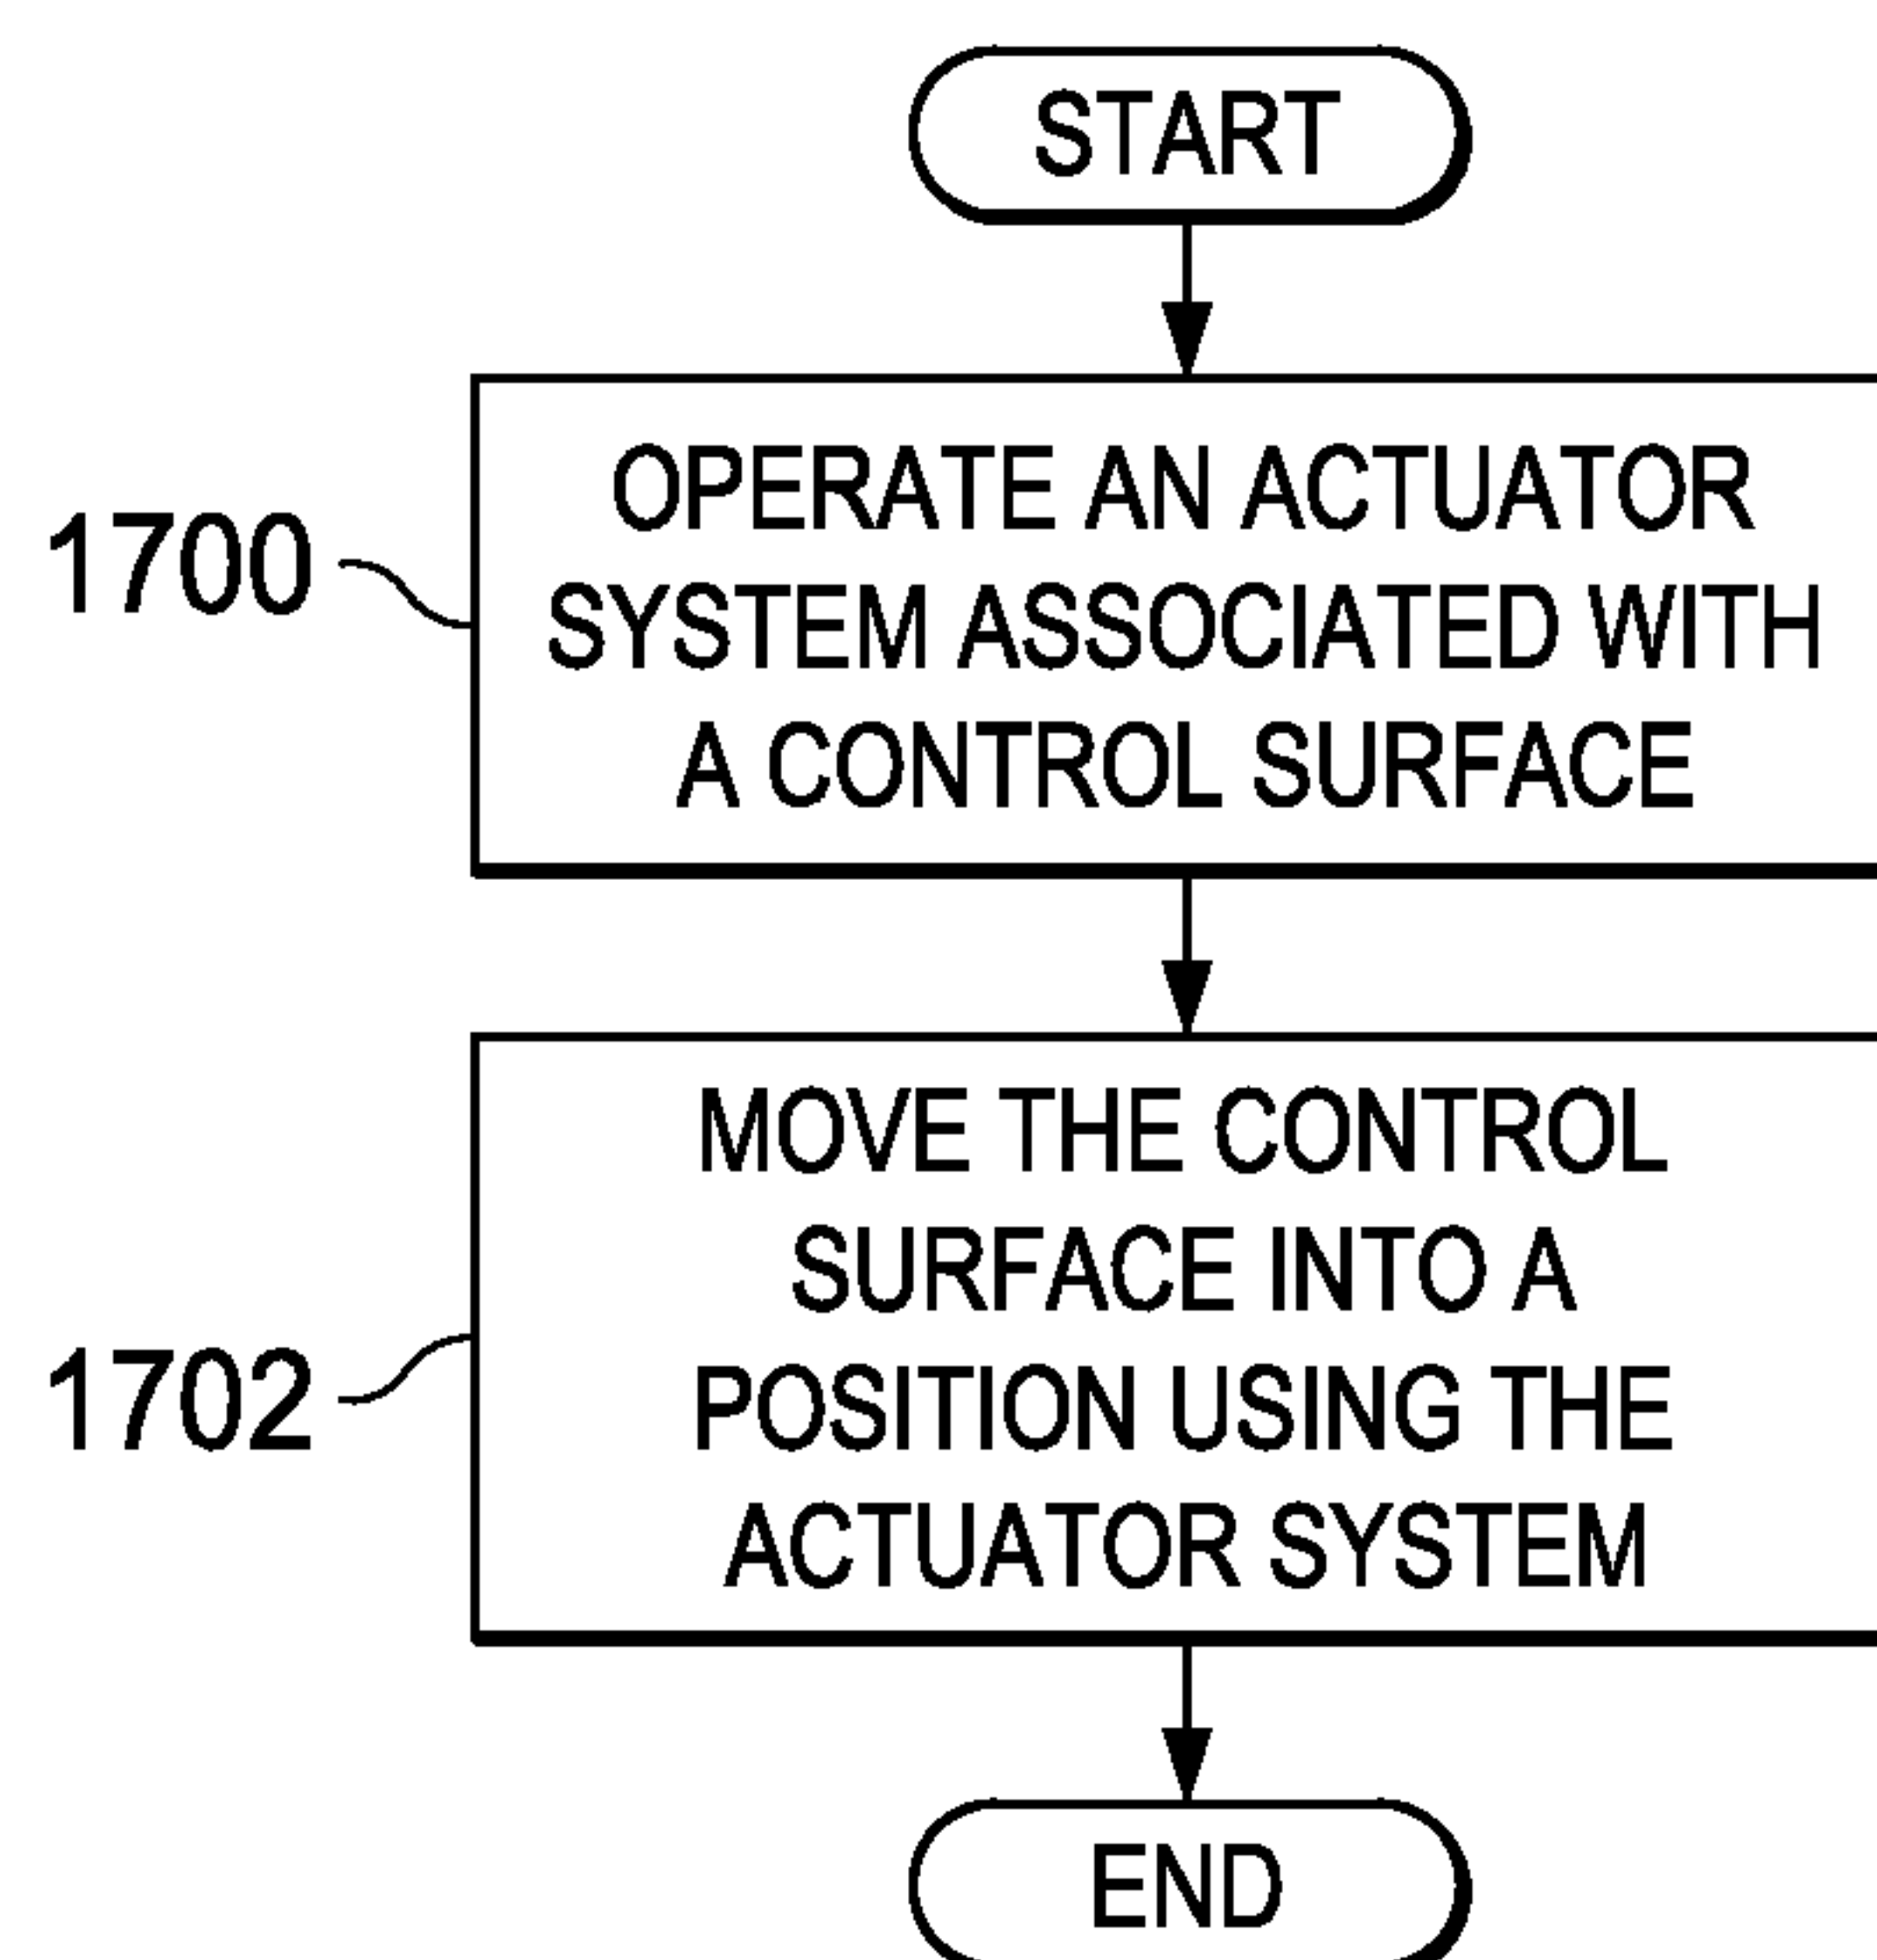 START
1700
OPERATE AN ACTUATOR
SYSTEM ASSOCIATED WITH
A CONTROL SURFACE
1702
MOVE THE CONTROL
SURFACE INTO A
POSITION USING THE
ACTUATOR SYSTEM
END